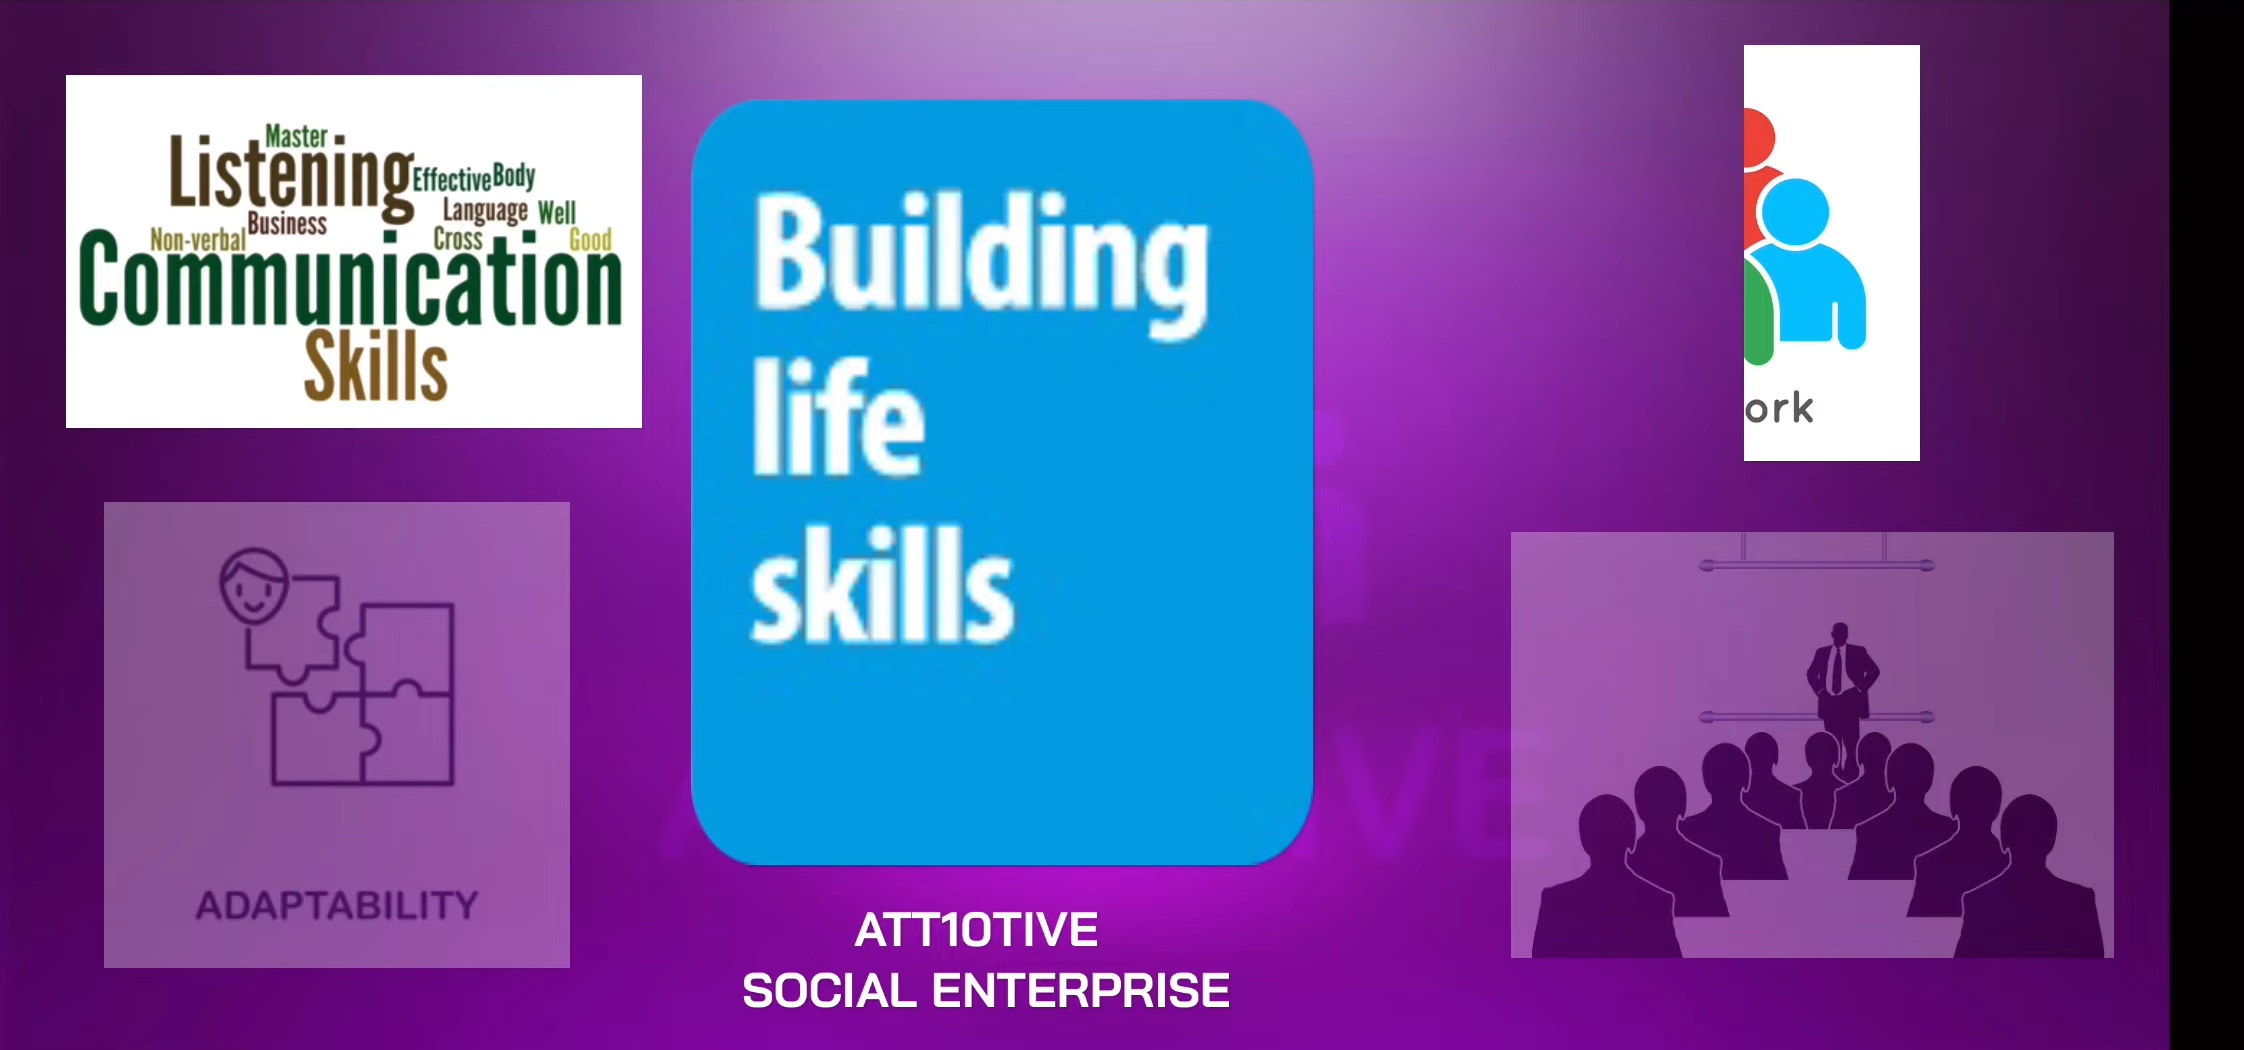 Master
Listening
Effective Body
Business
Language Well
Non-verbal
Cross
Good
Communication
Skills
Building
life
skills
ork
ADAPTABILITY
IVE
ATT10TIVE
SOCIAL ENTERPRISE